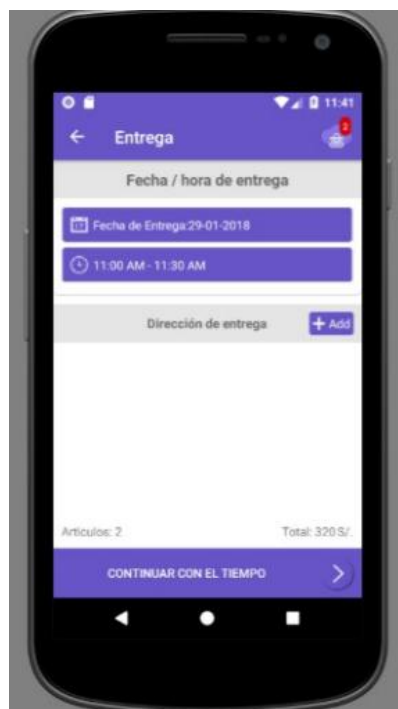 11:41
Entrega
2
Fecha / hora de entrega
Fecha de Entrega:29-01-2018
11:00 AM - 11:30 AM
Dirección de entrega + Add
Articulos: 2 Total: 320 S/.
CONTINUAR CON EL TIEMPO